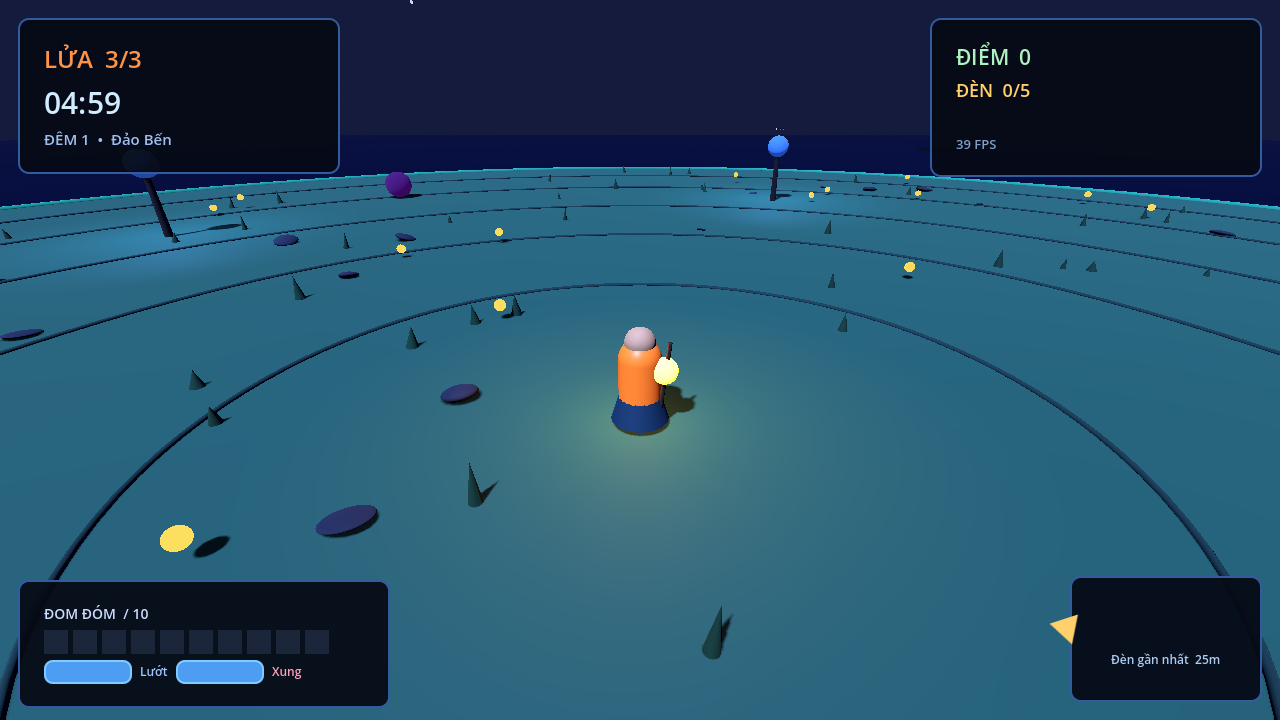 LỬA 3/3
04:59
ĐÊM 1 • Đảo Bến
ĐIỂM 0
ĐÈN 0/5
39 FPS
ĐOM ĐÓM / 10
Lướt
Xung
Đèn gần nhất 25m